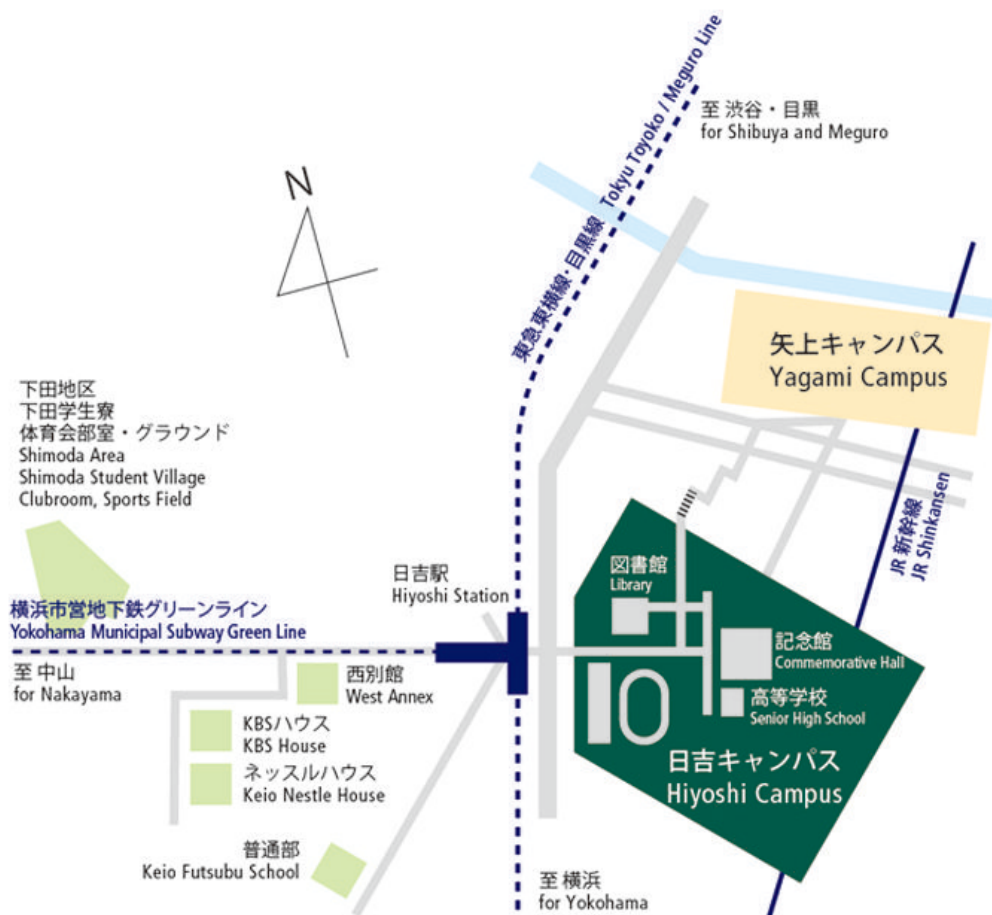 至 渋谷・目黒
for Shibuya and Meguro
東急東横線・目黒線 Tokyu Toyoko / Meguro Line
N
矢上キャンパス
Yagami Campus
下田地区
下田学生寮
体育会部室・グラウンド
Shimoda Area
Shimoda Student Village
Clubroom, Sports Field
JR 新幹線
JR Shinkansen
日吉駅
Hiyoshi Station
図書館
Library
横浜市営地下鉄グリーンライン
Yokohama Municipal Subway Green Line
至 中山
for Nakayama
西別館
West Annex
記念館
Commemorative Hall
高等学校
Senior High School
KBSハウス
KBS House
ネッスルハウス
Keio Nestle House
日吉キャンパス
Hiyoshi Campus
普通部
Keio Futsubu School
至 横浜
for Yokohama